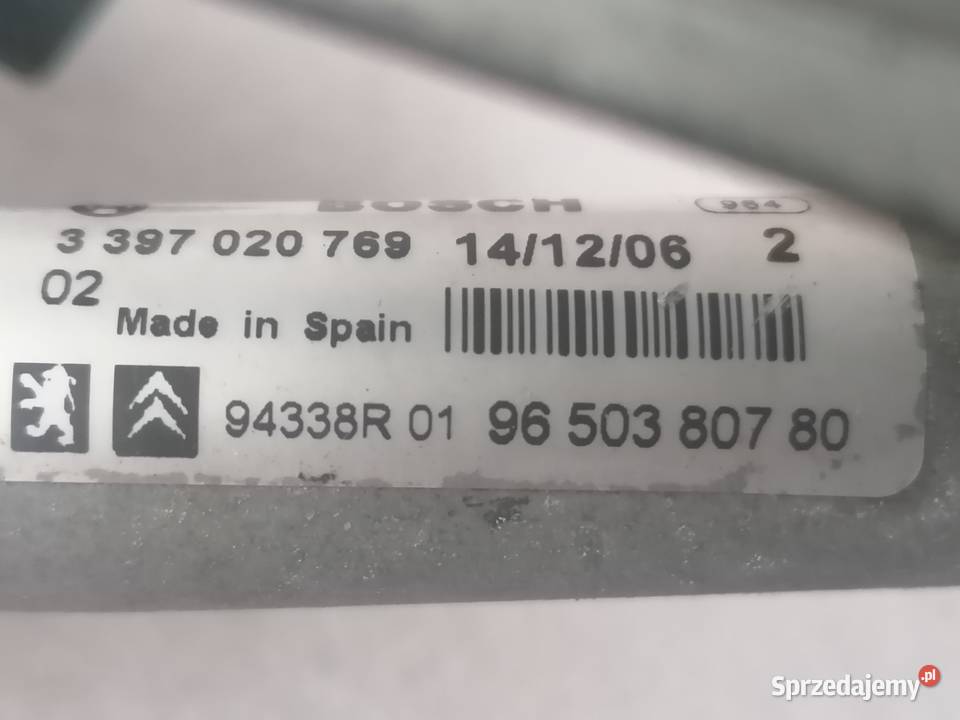 BOSCH 954
3 397 020 769 14/12/06 2
02
Made in Spain
94338R 01 96 503 807 80
Sprzedajemy.pl